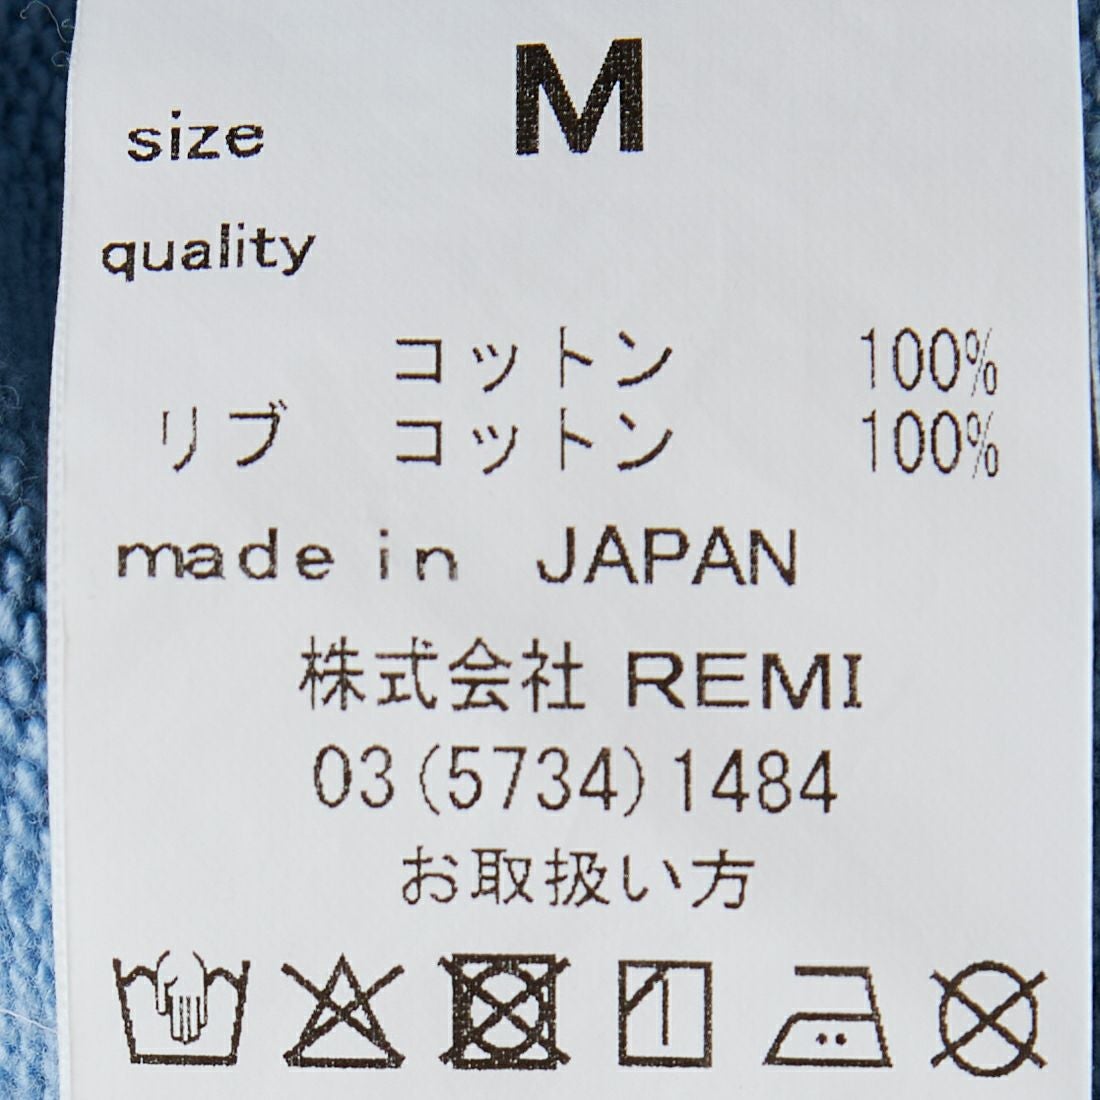 size M
quality
コットン 100%
リブ コットン 100%
made in JAPAN
株式会社 REMI
03(5734)1484
お取扱い方